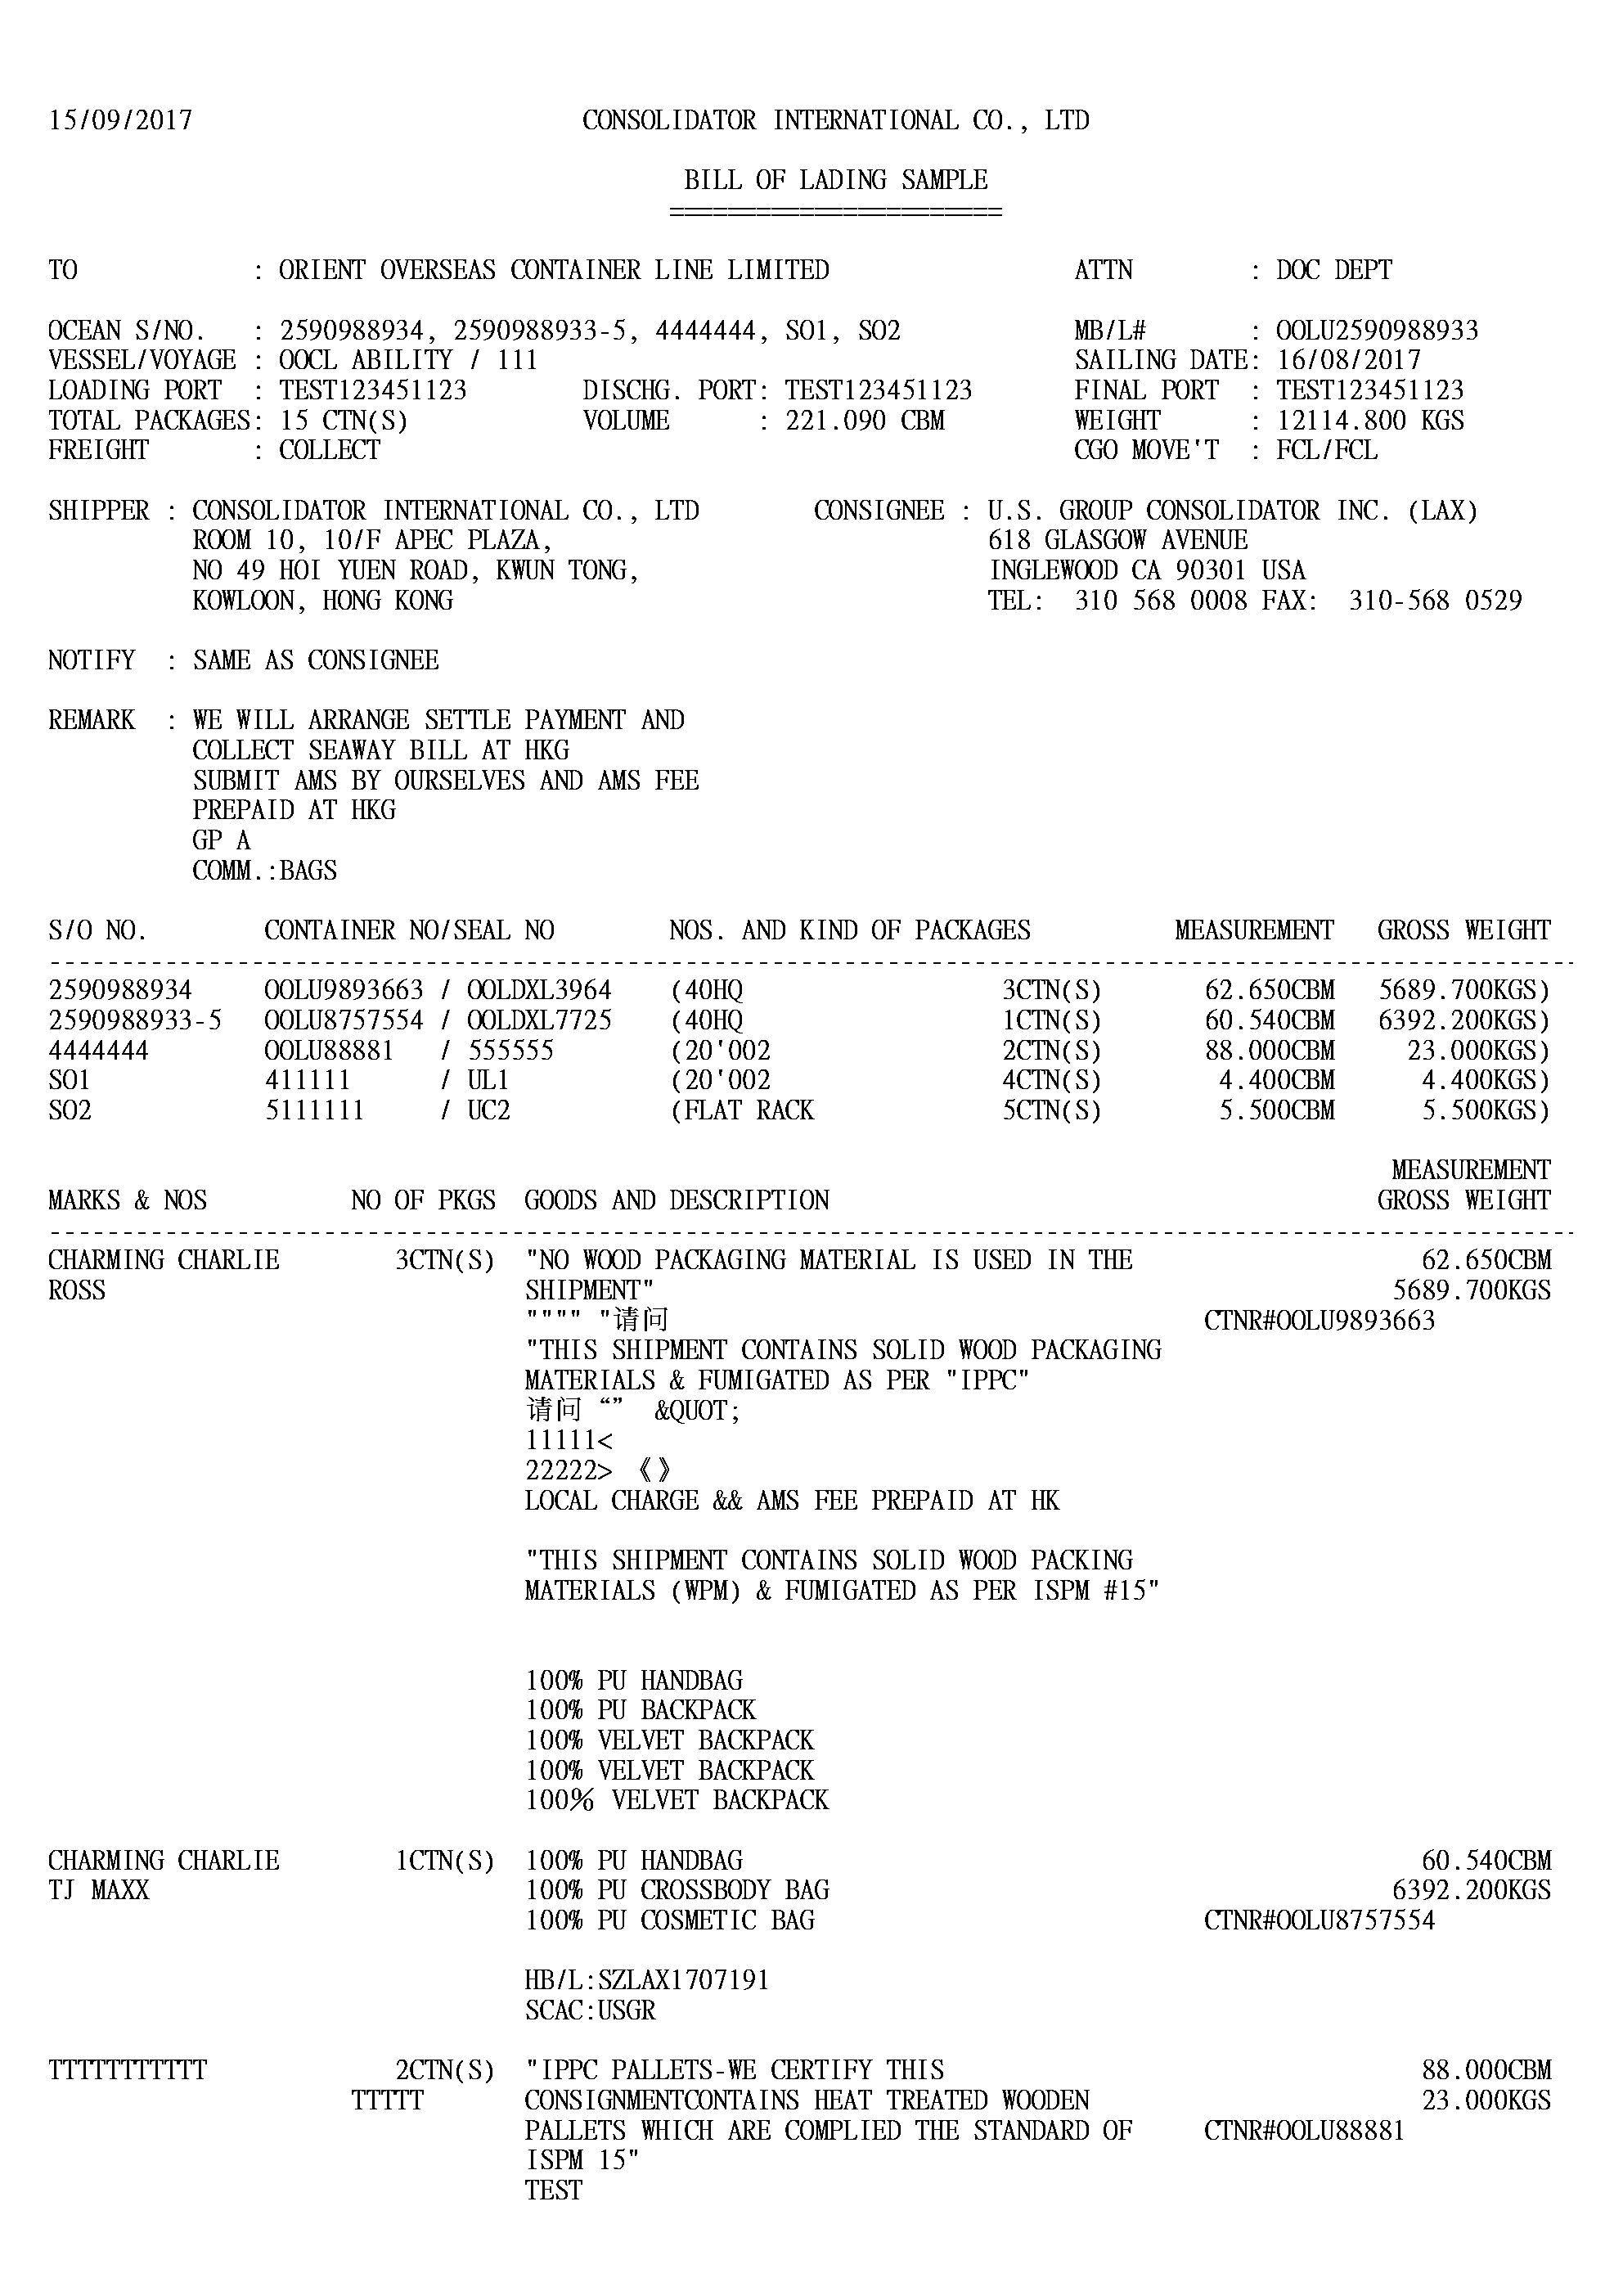 15/09/2017 CONSOLIDATOR INTERNATIONAL CO., LTD
BILL OF LADING SAMPLE
=======================
TO : ORIENT OVERSEAS CONTAINER LINE LIMITED ATTN : DOC DEPT
OCEAN S/NO. : 2590988934, 2590988933-5, 4444444, SO1, SO2 MB/L# : OOLU2590988933
VESSEL/VOYAGE : OOCL ABILITY / 111 SAILING DATE: 16/08/2017
LOADING PORT : TEST123451123 DISCHG. PORT: TEST123451123 FINAL PORT : TEST123451123
TOTAL PACKAGES: 15 CTN(S) VOLUME : 221.090 CBM WEIGHT : 12114.800 KGS
FREIGHT : COLLECT CGO MOVE'T : FCL/FCL
SHIPPER : CONSOLIDATOR INTERNATIONAL CO., LTD CONSIGNEE : U.S. GROUP CONSOLIDATOR INC. (LAX)
ROOM 10, 10/F APEC PLAZA, 618 GLASGOW AVENUE
NO 49 HOI YUEN ROAD, KWUN TONG, INGLEWOOD CA 90301 USA
KOWLOON, HONG KONG TEL: 310 568 0008 FAX: 310-568 0529
NOTIFY : SAME AS CONSIGNEE
REMARK : WE WILL ARRANGE SETTLE PAYMENT AND
COLLECT SEAWAY BILL AT HKG
SUBMIT AMS BY OURSELVES AND AMS FEE
PREPAID AT HKG
GP A
COMM.:BAGS
S/O NO. CONTAINER NO/SEAL NO NOS. AND KIND OF PACKAGES MEASUREMENT GROSS WEIGHT
2590988934 OOLU9893663 / OOLDXL3964 (40HQ 3CTN(S) 62.650CBM 5689.700KGS)
2590988933-5 OOLU8757554 / OOLDXL7725 (40HQ 1CTN(S) 60.540CBM 6392.200KGS)
4444444 OOLU88881 / 555555 (20'002 2CTN(S) 88.000CBM 23.000KGS)
SO1 411111 / UL1 (20'002 4CTN(S) 4.400CBM 4.400KGS)
SO2 5111111 / UC2 (FLAT RACK 5CTN(S) 5.500CBM 5.500KGS)
MEASUREMENT
MARKS & NOS NO OF PKGS GOODS AND DESCRIPTION GROSS WEIGHT
CHARMING CHARLIE 3CTN(S) "NO WOOD PACKAGING MATERIAL IS USED IN THE 62.650CBM
ROSS SHIPMENT" 5689.700KGS
"""" "请问 CTNR#OOLU9893663
"THIS SHIPMENT CONTAINS SOLID WOOD PACKAGING
MATERIALS & FUMIGATED AS PER "IPPC"
请问 “” &QUOT;
11111<
22222> 《》
LOCAL CHARGE && AMS FEE PREPAID AT HK
"THIS SHIPMENT CONTAINS SOLID WOOD PACKING
MATERIALS (WPM) & FUMIGATED AS PER ISPM #15"
100% PU HANDBAG
100% PU BACKPACK
100% VELVET BACKPACK
100% VELVET BACKPACK
100％ VELVET BACKPACK
CHARMING CHARLIE 1CTN(S) 100% PU HANDBAG 60.540CBM
TJ MAXX 100% PU CROSSBODY BAG 6392.200KGS
100% PU COSMETIC BAG CTNR#OOLU8757554
HB/L:SZLAX1707191
SCAC:USGR
TTTTTTTTTTT 2CTN(S) "IPPC PALLETS-WE CERTIFY THIS 88.000CBM
TTTTT CONSIGNMENTCONTAINS HEAT TREATED WOODEN 23.000KGS
PALLETS WHICH ARE COMPLIED THE STANDARD OF CTNR#OOLU88881
ISPM 15"
TEST